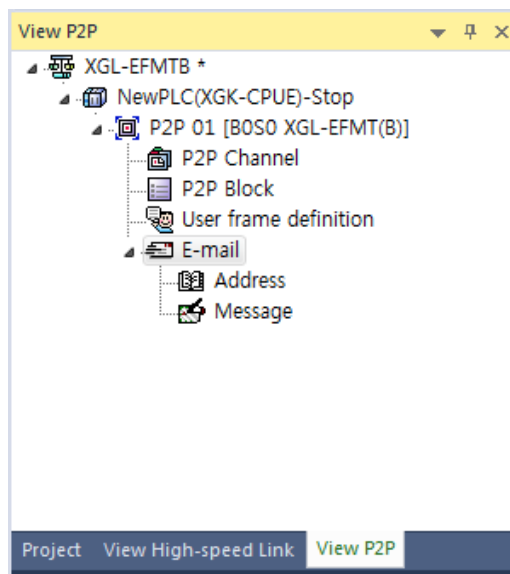 View P2P
XGL-EFMTB *
NewPLC(XGK-CPUE)-Stop
P2P 01 [B0S0 XGL-EFMT(B)]
P2P Channel
P2P Block
User frame definition
E-mail
Address
Message
Project View High-speed Link View P2P